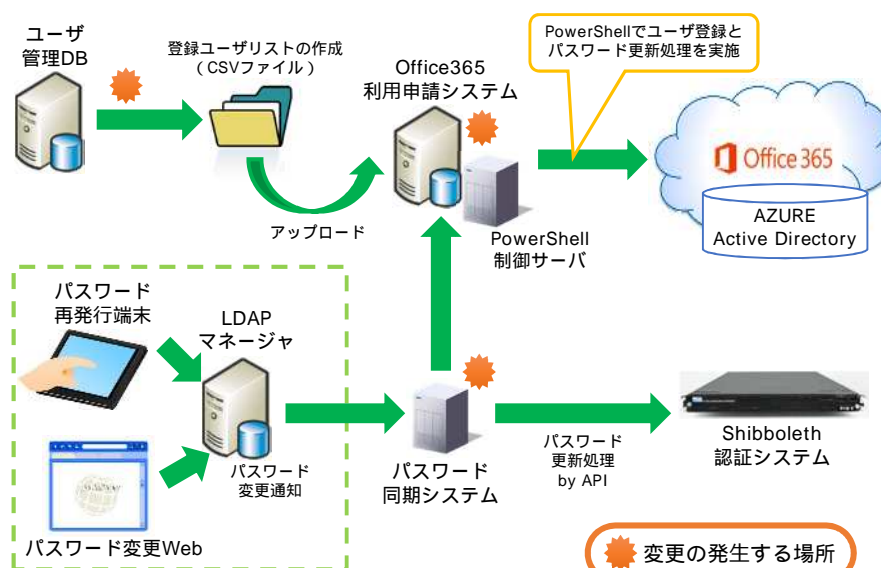 ユーザ
管理DB
登録ユーザリストの作成
(CSVファイル)
Office365
利用申請システム
PowerShellでユーザ登録と
パスワード更新処理を実施
Office 365
AZURE
Active Directory
アップロード
PowerShell
制御サーバ
パスワード
再発行端末
LDAP
マネージャ
パスワード
変更通知
パスワード変更Web
パスワード
同期システム
パスワード
更新処理
by API
Shibboleth
認証システム
変更の発生する場所